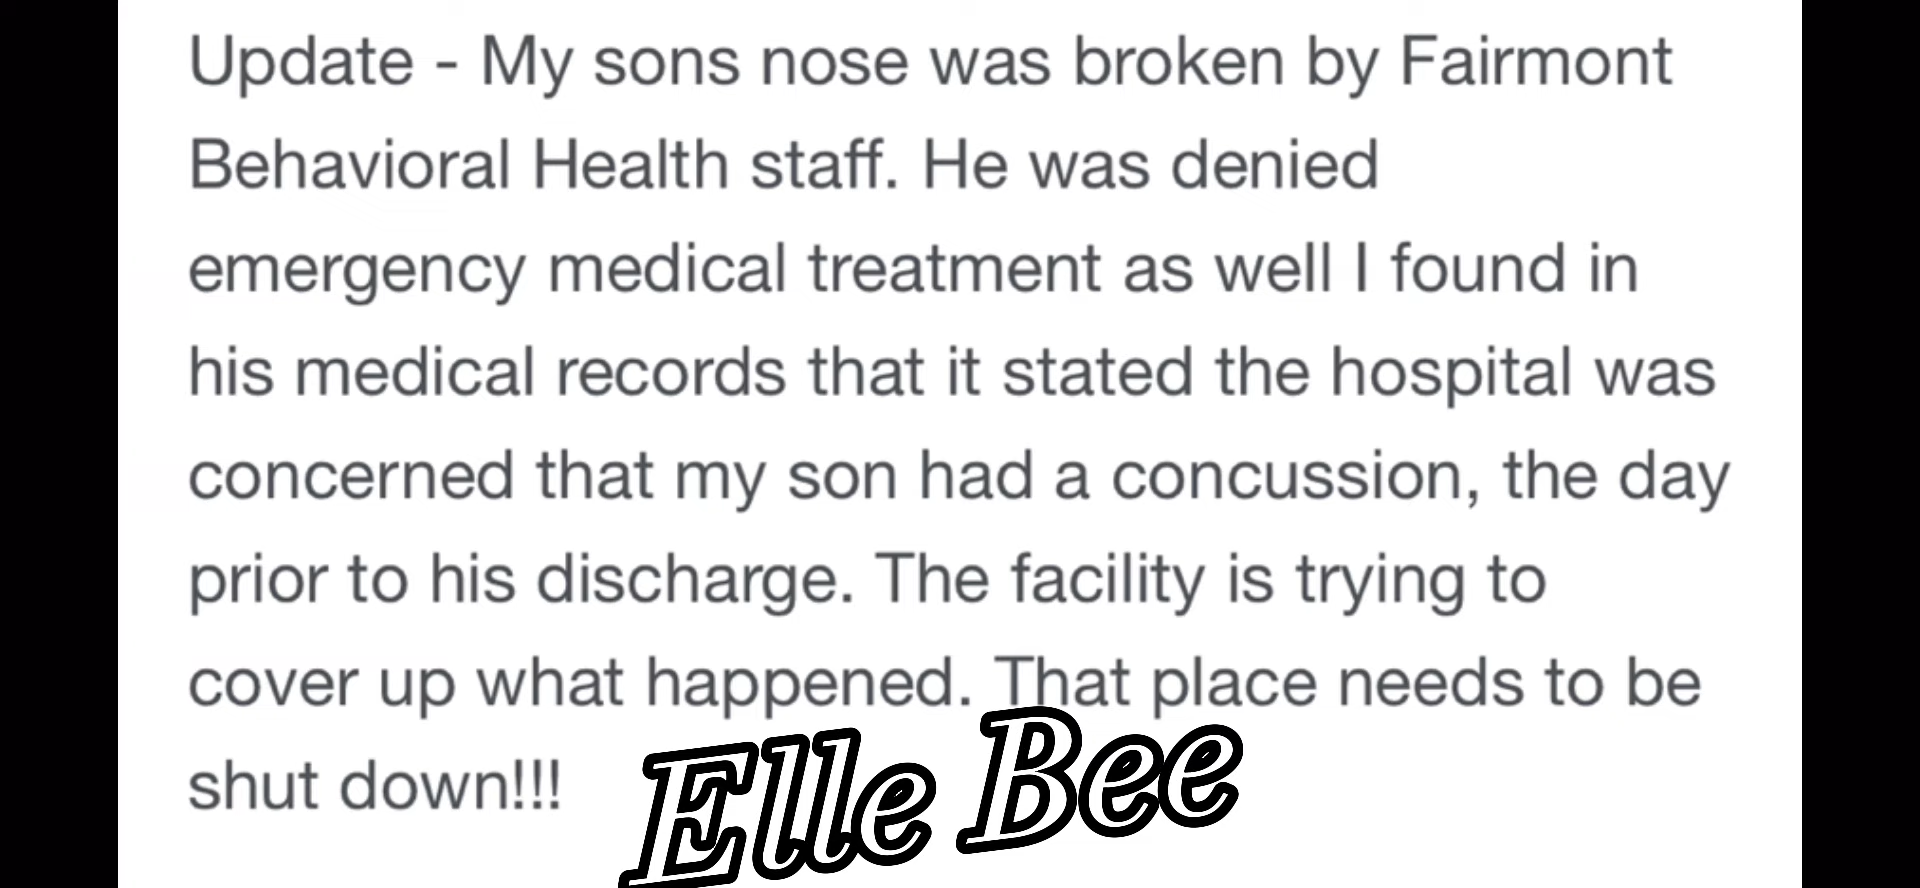 Update - My sons nose was broken by Fairmont
Behavioral Health staff. He was denied
emergency medical treatment as well I found in
his medical records that it stated the hospital was
concerned that my son had a concussion, the day
prior to his discharge. The facility is trying to
cover up what happened. That place needs to be
shut down!!!
Elle Bee